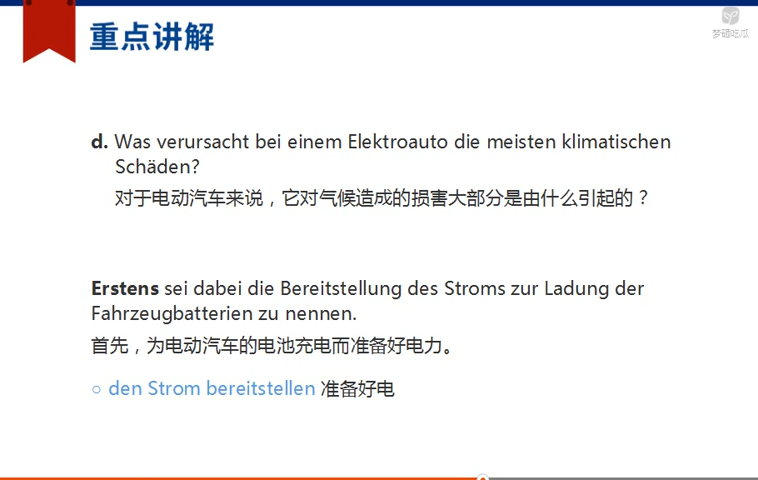 重点讲解
梦硒吃瓜
d. Was verursacht bei einem Elektroauto die meisten klimatischen
Schäden?
对于电动汽车来说，它对气候造成的损害大部分是由什么引起的？
Erstens sei dabei die Bereitstellung des Stroms zur Ladung der
Fahrzeugbatterien zu nennen.
首先，为电动汽车的电池充电而准备好电力。
○ den Strom bereitstellen 准备好电